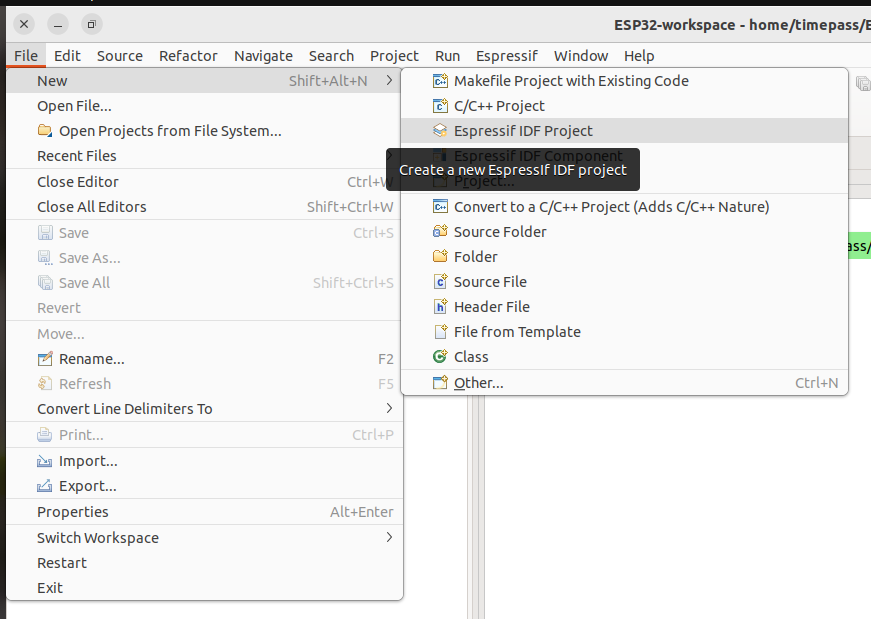 ESP32-workspace - home/timepass/E
File Edit Source Refactor Navigate Search Project Run Espressif Window Help
New Shift+Alt+N
Open File...
Open Projects from File System...
Recent Files
Close Editor Ctrl+W
Close All Editors Shift+Ctrl+W
Save Ctrl+S
Save As...
Save All Shift+Ctrl+S
Revert
Move...
Rename... F2
Refresh F5
Convert Line Delimiters To
Print... Ctrl+P
Import...
Export...
Properties Alt+Enter
Switch Workspace
Restart
Exit
Makefile Project with Existing Code
C/C++ Project
Espressif IDF Project
Espressif IDF Component
Create a new EspressIf IDF project
Project...
Convert to a C/C++ Project (Adds C/C++ Nature)
Source Folder
Folder
Source File
Header File
File from Template
Class
Other... Ctrl+N
ass/